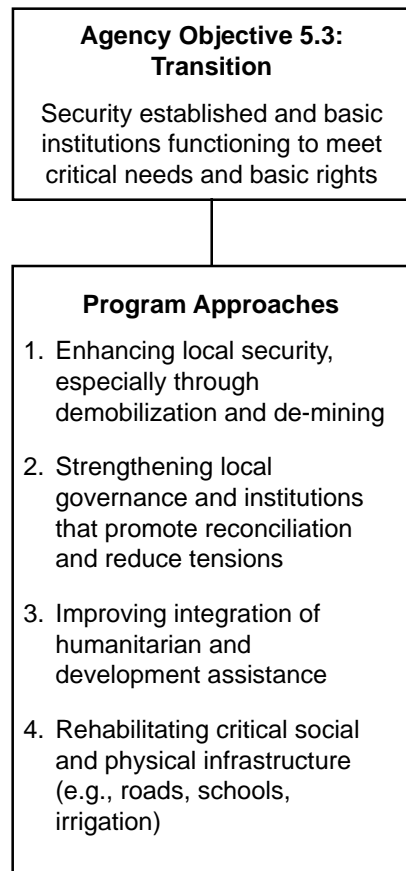 Agency Objective 5.3:
Transition
Security established and basic
institutions functioning to meet
critical needs and basic rights
Program Approaches
1. Enhancing local security,
especially through
demobilization and de-mining
2. Strengthening local
governance and institutions
that promote reconciliation
and reduce tensions
3. Improving integration of
humanitarian and
development assistance
4. Rehabilitating critical social
and physical infrastructure
(e.g., roads, schools,
irrigation)